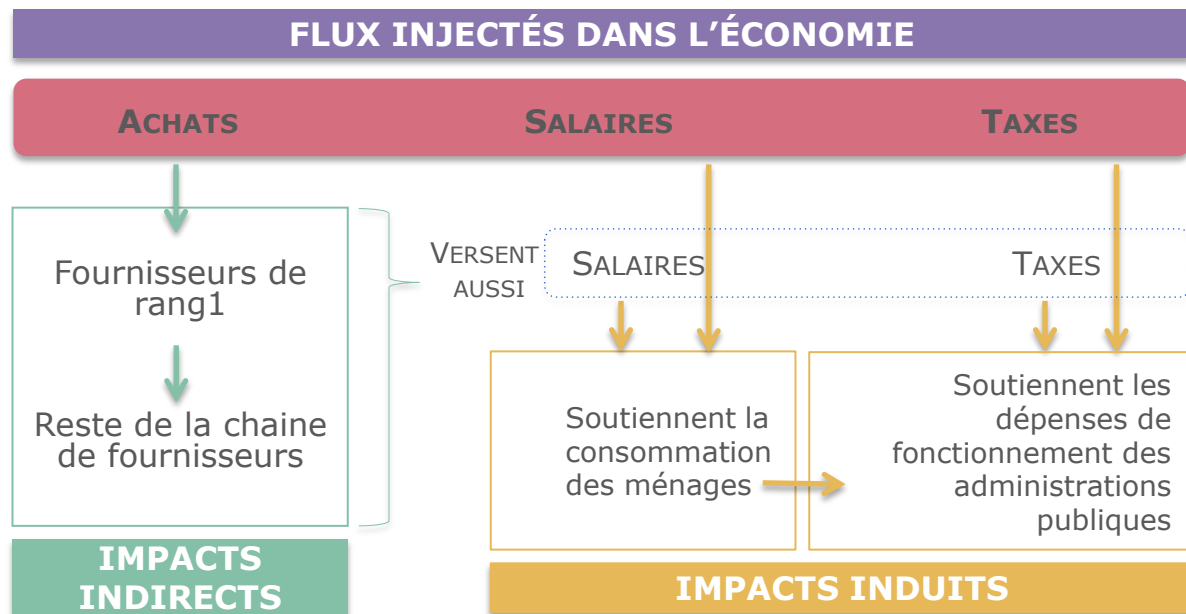 FLUX INJECTÉS DANS L’ÉCONOMIE
ACHATS
SALAIRES
TAXES
Fournisseurs de
rang1
Reste de la chaine
de fournisseurs
IMPACTS
INDIRECTS
VERSENT
AUSSI
SALAIRES
TAXES
Soutiennent la
consommation
des ménages
Soutiennent les
dépenses de
fonctionnement des
administrations
publiques
IMPACTS INDUITS